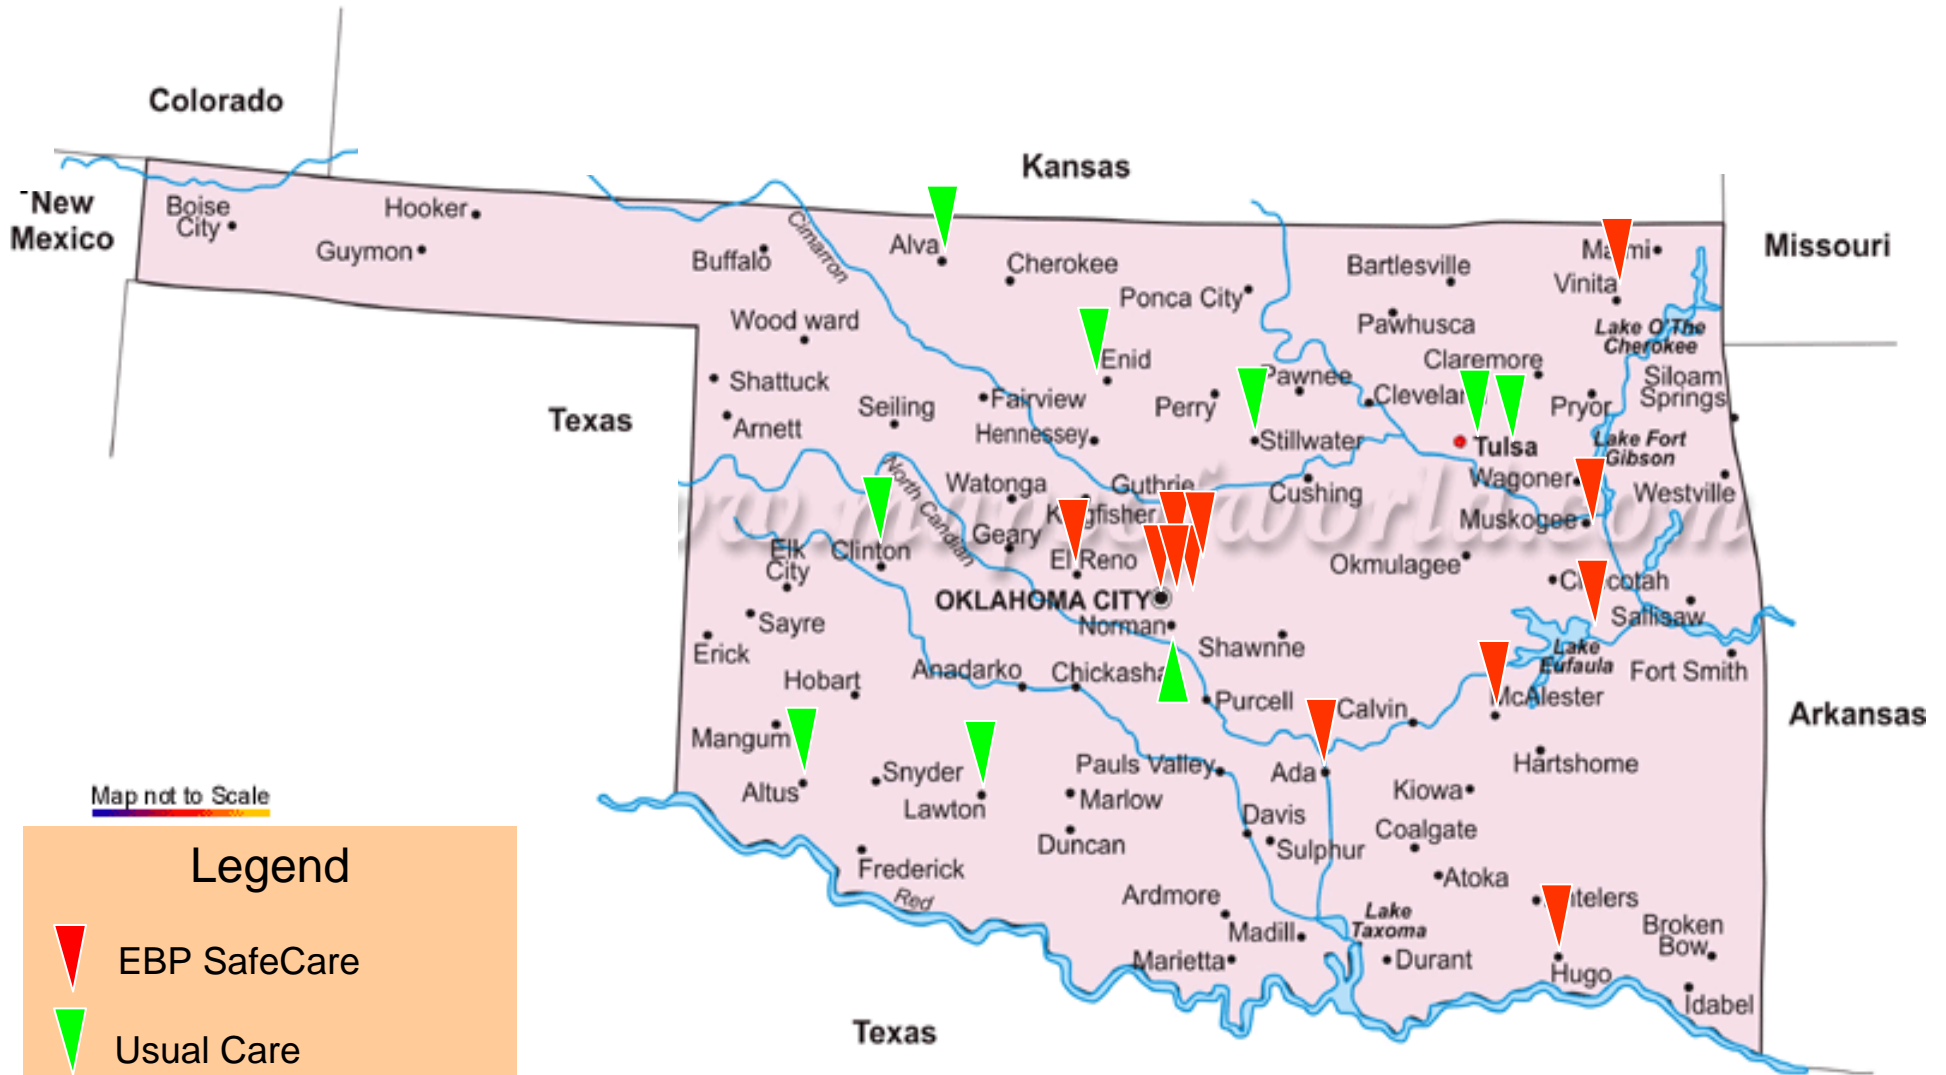 Colorado
Kansas
New
Mexico
Missouri
Boise
City
Hooker
Guymon
Buffalo
Cimarron
Alva
Cherokee
Ponca City
Bartlesville
Pawhusca
Vinita
Lake O'The
Cherokee
Wood ward
Enid
Claremore
Siloam
Springs
Shattuck
Pawnee
Texas
Seiling
Fairview
Perry
Pryor
Arnett
Hennessey
Stillwater
Tulsa
Lake Fort
Gibson
North Candian
Watonga
Guthrie
Cushing
Wagoner
Westville
Geary
Muskogee
Elk
City
Clinton
El Reno
Okmulagee
OKLAHOMA CITY
Sallisaw
Sayre
Norman
Erick
Shawnne
Lake
Eufaula
Fort Smith
Hobart
Anadarko
Chickasha
Purcell
Calvin
McAlester
Arkansas
Mangum
Altus
Snyder
Lawton
Pauls Valley
Ada
Hartshome
Marlow
Kiowa
Map not to Scale
Duncan
Davis
Sulphur
Coalgate
Frederick
Atoka
Red
Ardmore
Madill
Lake
Taxoma
Broken
Bow
Marietta
Durant
Hugo
Idabel
Texas
Legend
EBP SafeCare
Usual Care